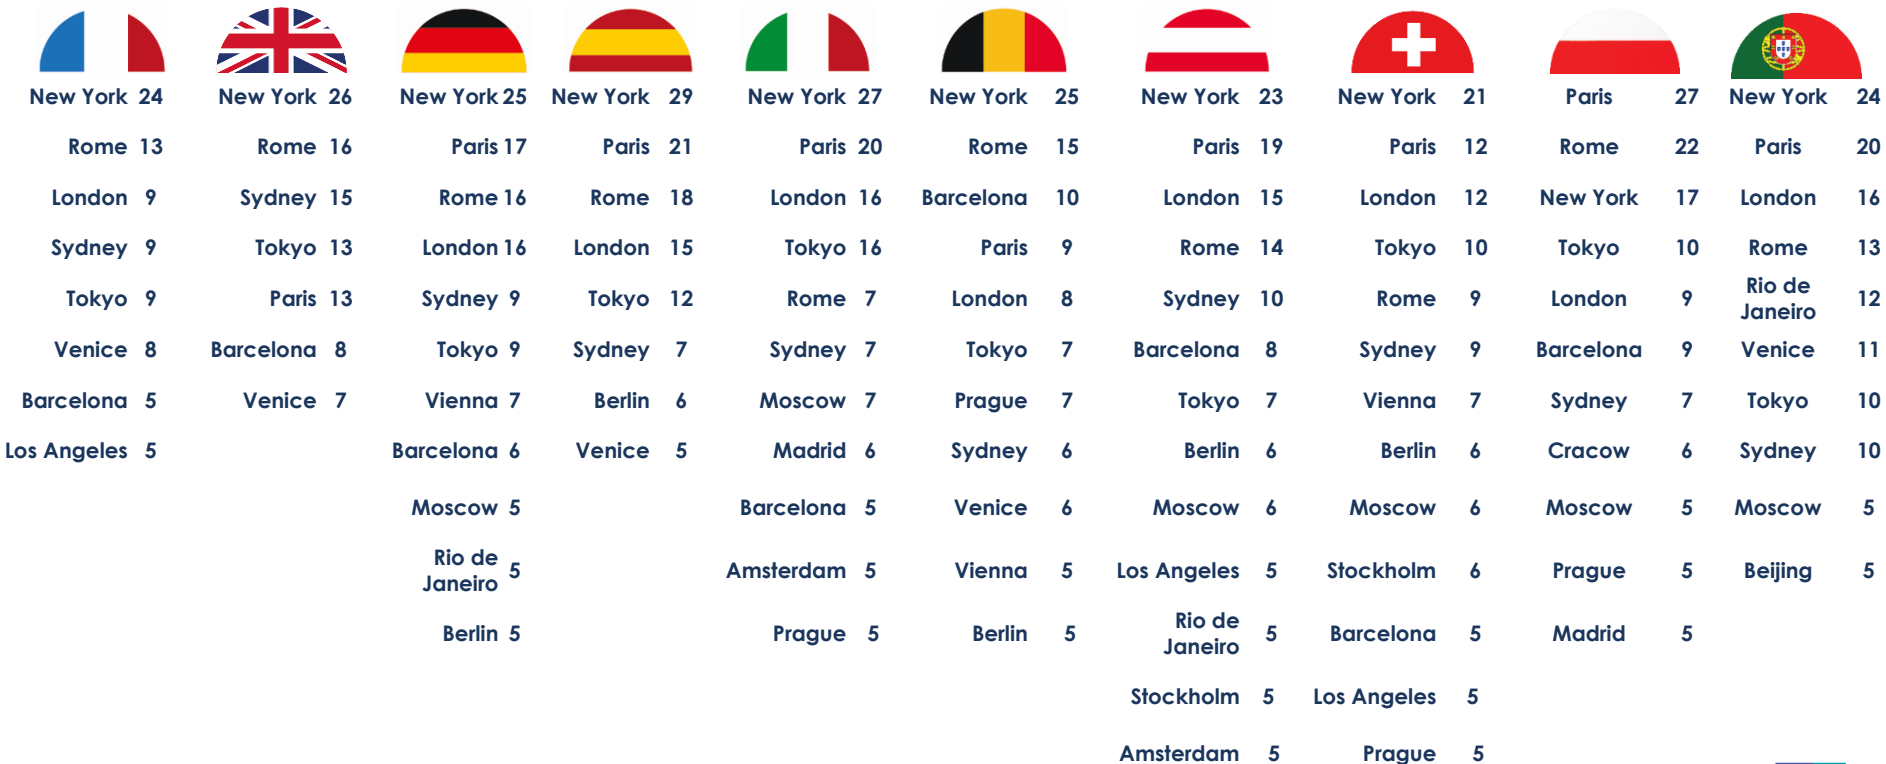 New York 24 New York 26 New York 25 New York 29 New York 27 New York 25 New York 23 New York 21 Paris 27 New York 24
Rome 13 Rome 16 Paris 17 Paris 21 Paris 20 Rome 15 Paris 19 Paris 12 Rome 22 Paris 20
London 9 Sydney 15 Rome 16 Rome 18 London 16 Barcelona 10 London 15 London 12 New York 17 London 16
Sydney 9 Tokyo 13 London 16 London 15 Tokyo 16 Paris 9 Rome 14 Tokyo 10 Tokyo 10 Rome 13
Tokyo 9 Paris 13 Sydney 9 Tokyo 12 Rome 7 London 8 Sydney 10 Rome 9 London 9 Rio de Janeiro 12
Venice 8 Barcelona 8 Tokyo 9 Sydney 7 Sydney 7 Tokyo 7 Barcelona 8 Sydney 9 Barcelona 9 Venice 11
Barcelona 5 Venice 7 Vienna 7 Berlin 6 Moscow 7 Prague 7 Tokyo 7 Vienna 7 Sydney 7 Tokyo 10
Los Angeles 5 Barcelona 6 Venice 5 Madrid 6 Sydney 6 Berlin 6 Berlin 6 Cracow 6 Sydney 10
Moscow 5 Barcelona 5 Venice 6 Moscow 6 Moscow 6 Moscow 5 Moscow 5
Rio de Janeiro 5 Amsterdam 5 Vienna 5 Los Angeles 5 Stockholm 6 Prague 5 Beijing 5
Berlin 5 Prague 5 Berlin 5 Rio de Janeiro 5 Barcelona 5 Madrid 5
Stockholm 5 Los Angeles 5
Amsterdam 5 Prague 5